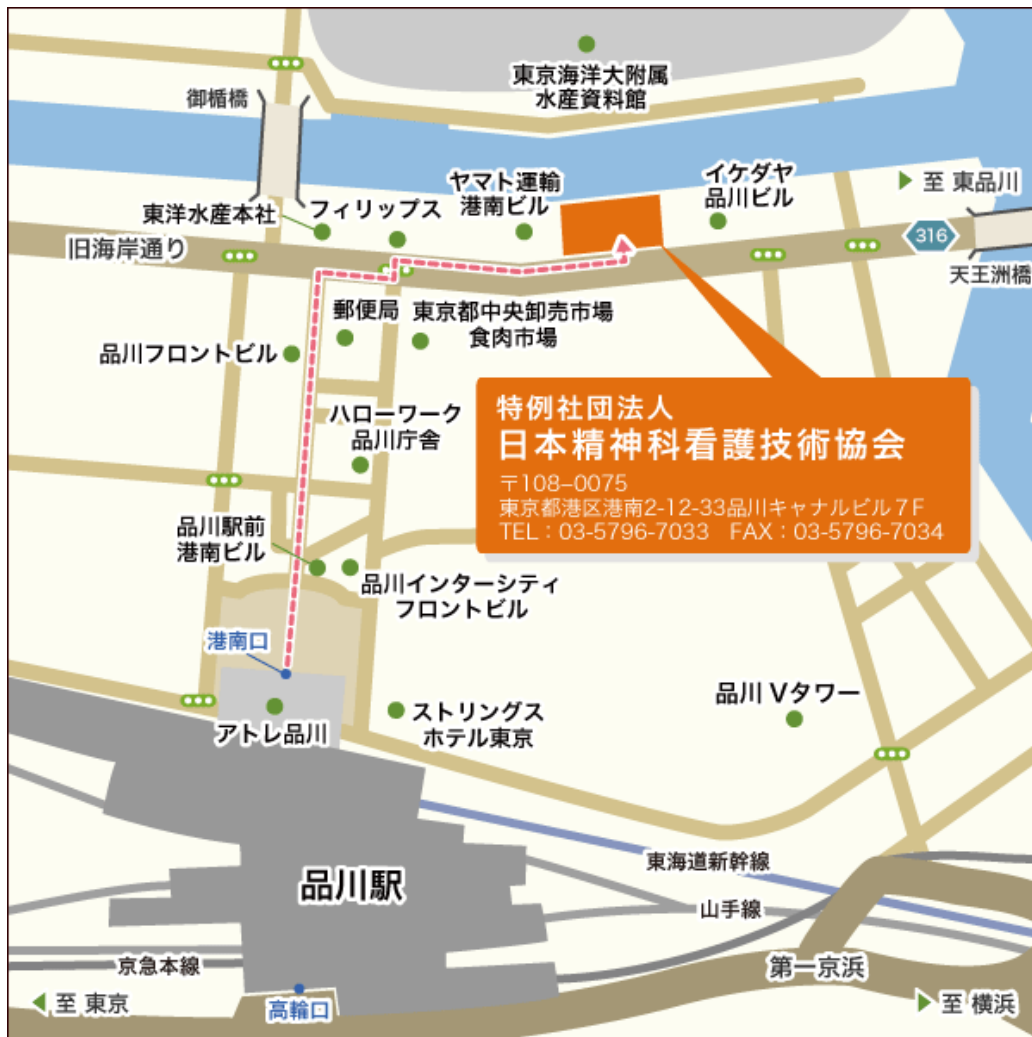 東京海洋大附属
水産資料館
御楯橋
ヤマト運輸
港南ビル
イケダヤ
品川ビル
至 東品川
東洋水産本社
フィリップス
旧海岸通り
316
天王洲橋
郵便局
東京都中央卸売市場
食肉市場
品川フロントビル
特例社団法人
日本精神科看護技術協会
〒108-0075
東京都港区港南2-12-33品川キャナルビル7F
TEL：03-5796-7033 FAX：03-5796-7034
ハローワーク
品川庁舎
品川駅前
港南ビル
品川インターシティ
フロントビル
港南口
アトレ品川
ストリングス
ホテル東京
品川Vタワー
東海道新幹線
品川駅
山手線
京急本線
第一京浜
至 東京
高輪口
至 横浜